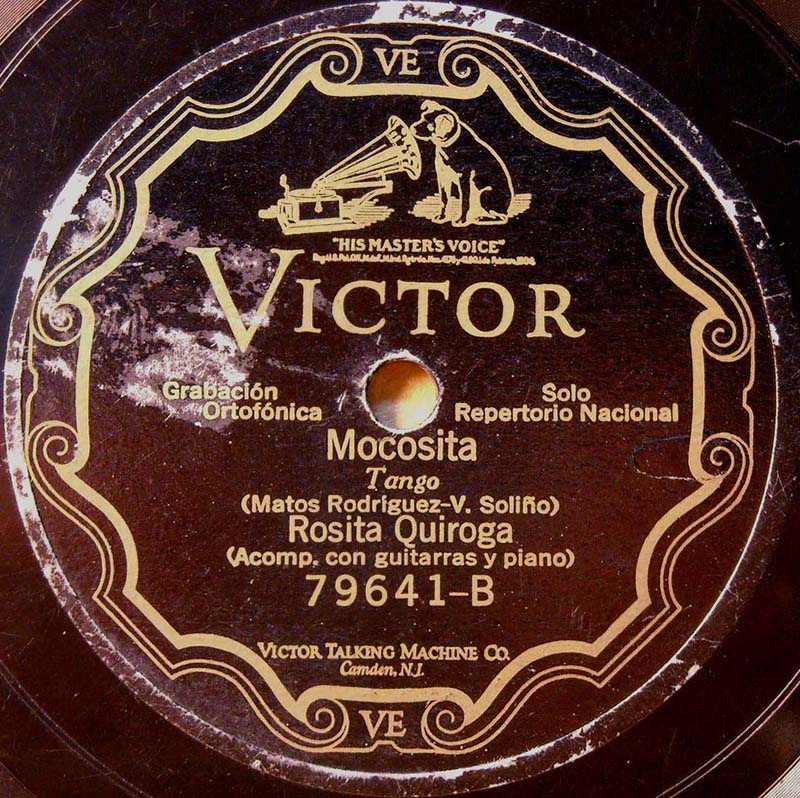 VE
"HIS MASTER'S VOICE"
VICTOR
Grabación
Ortofónica
Solo
Repertorio Nacional
Mocosita
Tango
(Matos Rodríguez-V. Soliño)
Rosita Quiroga
(Acomp. con guitarras y piano)
79641-B
VICTOR TALKING MACHINE CO.
Camden, N.J.
VE